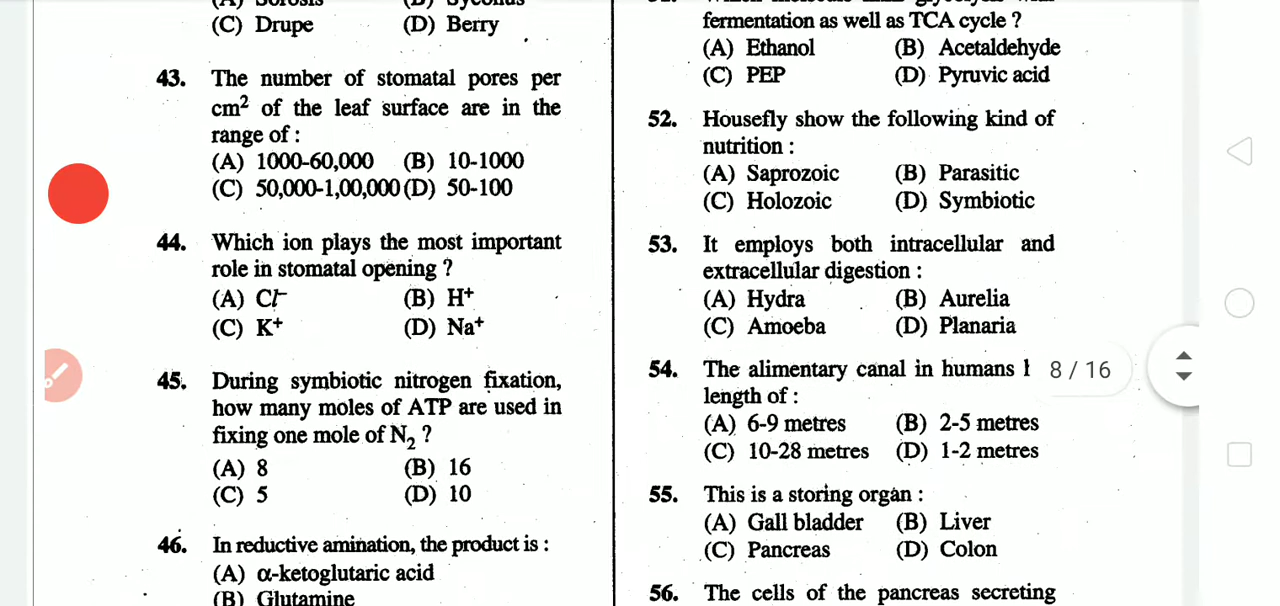 (C) Drupe (D) Berry
43. The number of stomatal pores per
cm² of the leaf surface are in the
range of :
(A) 1000-60,000 (B) 10-1000
(C) 50,000-1,00,000 (D) 50-100
44. Which ion plays the most important
role in stomatal opening ?
(A) Cl⁻ (B) H⁺
(C) K⁺ (D) Na⁺
45. During symbiotic nitrogen fixation,
how many moles of ATP are used in
fixing one mole of N₂ ?
(A) 8 (B) 16
(C) 5 (D) 10
46. In reductive amination, the product is :
(A) α-ketoglutaric acid
(B) Glutamine
fermentation as well as TCA cycle ?
(A) Ethanol (B) Acetaldehyde
(C) PEP (D) Pyruvic acid
52. Housefly show the following kind of
nutrition :
(A) Saprozoic (B) Parasitic
(C) Holozoic (D) Symbiotic
53. It employs both intracellular and
extracellular digestion :
(A) Hydra (B) Aurelia
(C) Amoeba (D) Planaria
54. The alimentary canal in humans
length of :
(A) 6-9 metres (B) 2-5 metres
(C) 10-28 metres (D) 1-2 metres
55. This is a storing organ :
(A) Gall bladder (B) Liver
(C) Pancreas (D) Colon
56. The cells of the pancreas secreting
8 / 16